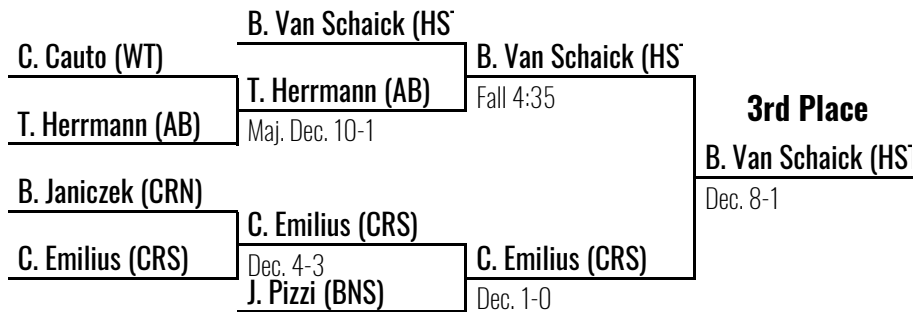 B. Van Schaick (HS
C. Cauto (WT)
B. Van Schaick (HS
T. Herrmann (AB)
Fall 4:35
3rd Place
T. Herrmann (AB)
Maj. Dec. 10-1
B. Van Schaick (HS
B. Janiczek (CRN)
Dec. 8-1
C. Emilius (CRS)
C. Emilius (CRS)
Dec. 4-3
C. Emilius (CRS)
J. Pizzi (BNS)
Dec. 1-0